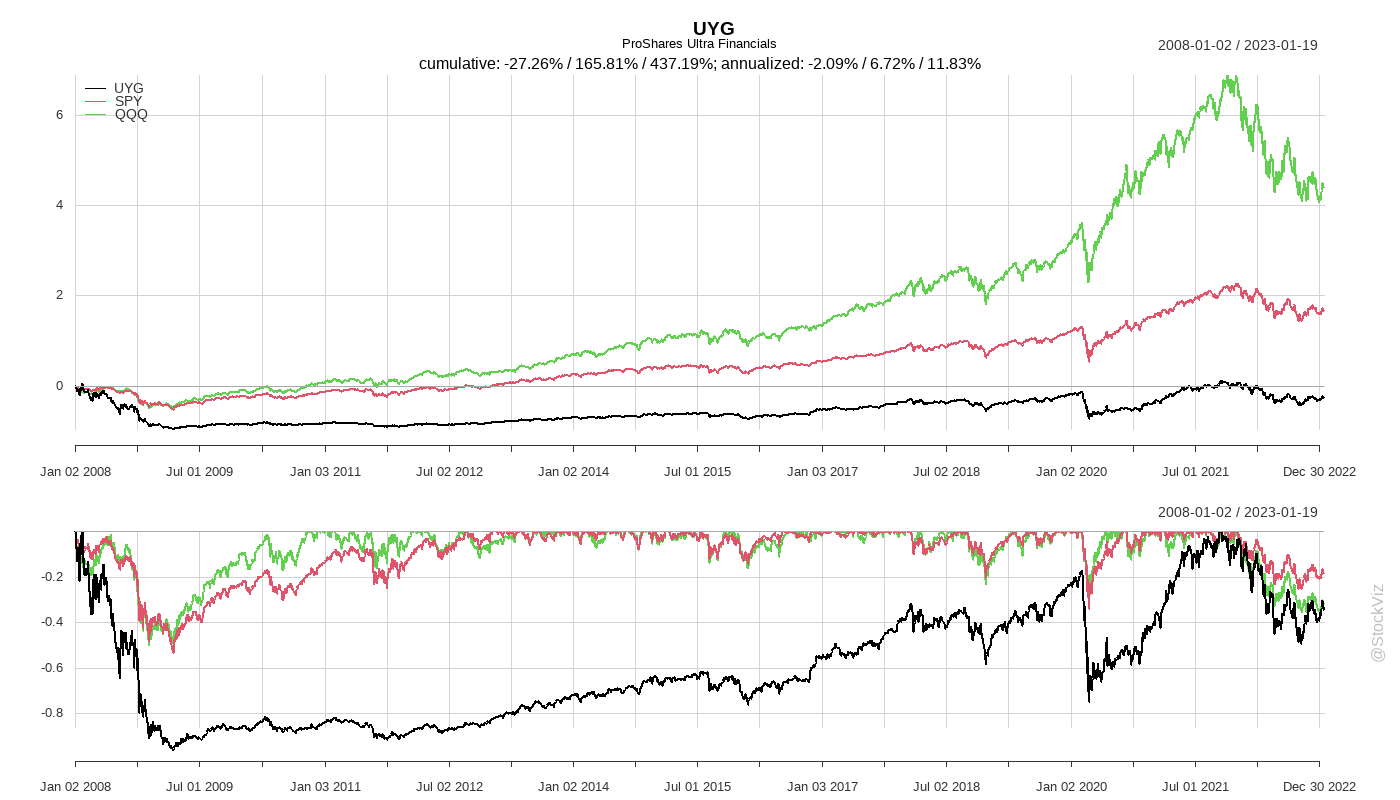 UYG
ProShares Ultra Financials
2008-01-02 / 2023-01-19
cumulative: -27.26% / 165.81% / 437.19%; annualized: -2.09% / 6.72% / 11.83%
UYG
SPY
QQQ
6
4
2
0
Jan 02 2008 Jul 01 2009 Jan 03 2011 Jul 02 2012 Jan 02 2014 Jul 01 2015 Jan 03 2017 Jul 02 2018 Jan 02 2020 Jul 01 2021 Dec 30 2022
2008-01-02 / 2023-01-19
-0.2
-0.4
-0.6
-0.8
Jan 02 2008 Jul 01 2009 Jan 03 2011 Jul 02 2012 Jan 02 2014 Jul 01 2015 Jan 03 2017 Jul 02 2018 Jan 02 2020 Jul 01 2021 Dec 30 2022
@StockViz